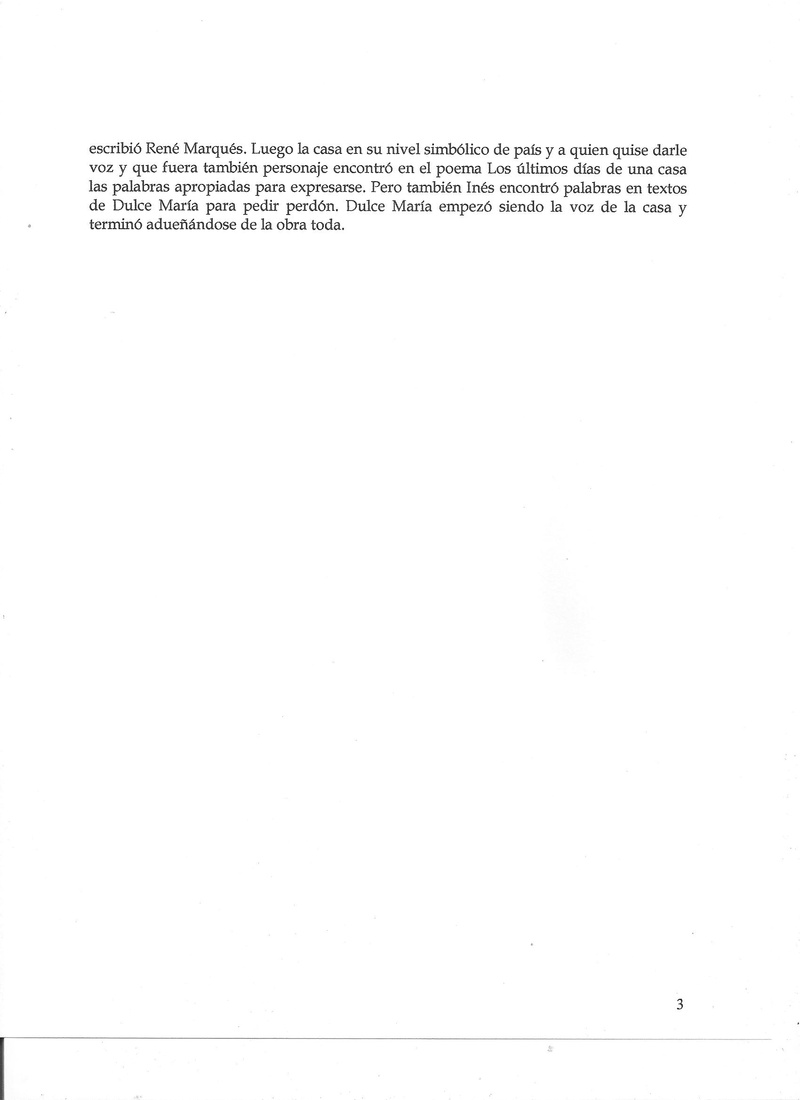 escribió René Marqués. Luego la casa en su nivel simbólico de país y a quien quise darle
voz y que fuera también personaje encontró en el poema Los últimos días de una casa
las palabras apropiadas para expresarse. Pero también Inés encontró palabras en textos
de Dulce María para pedir perdón. Dulce María empezó siendo la voz de la casa y
terminó adueñándose de la obra toda.
3